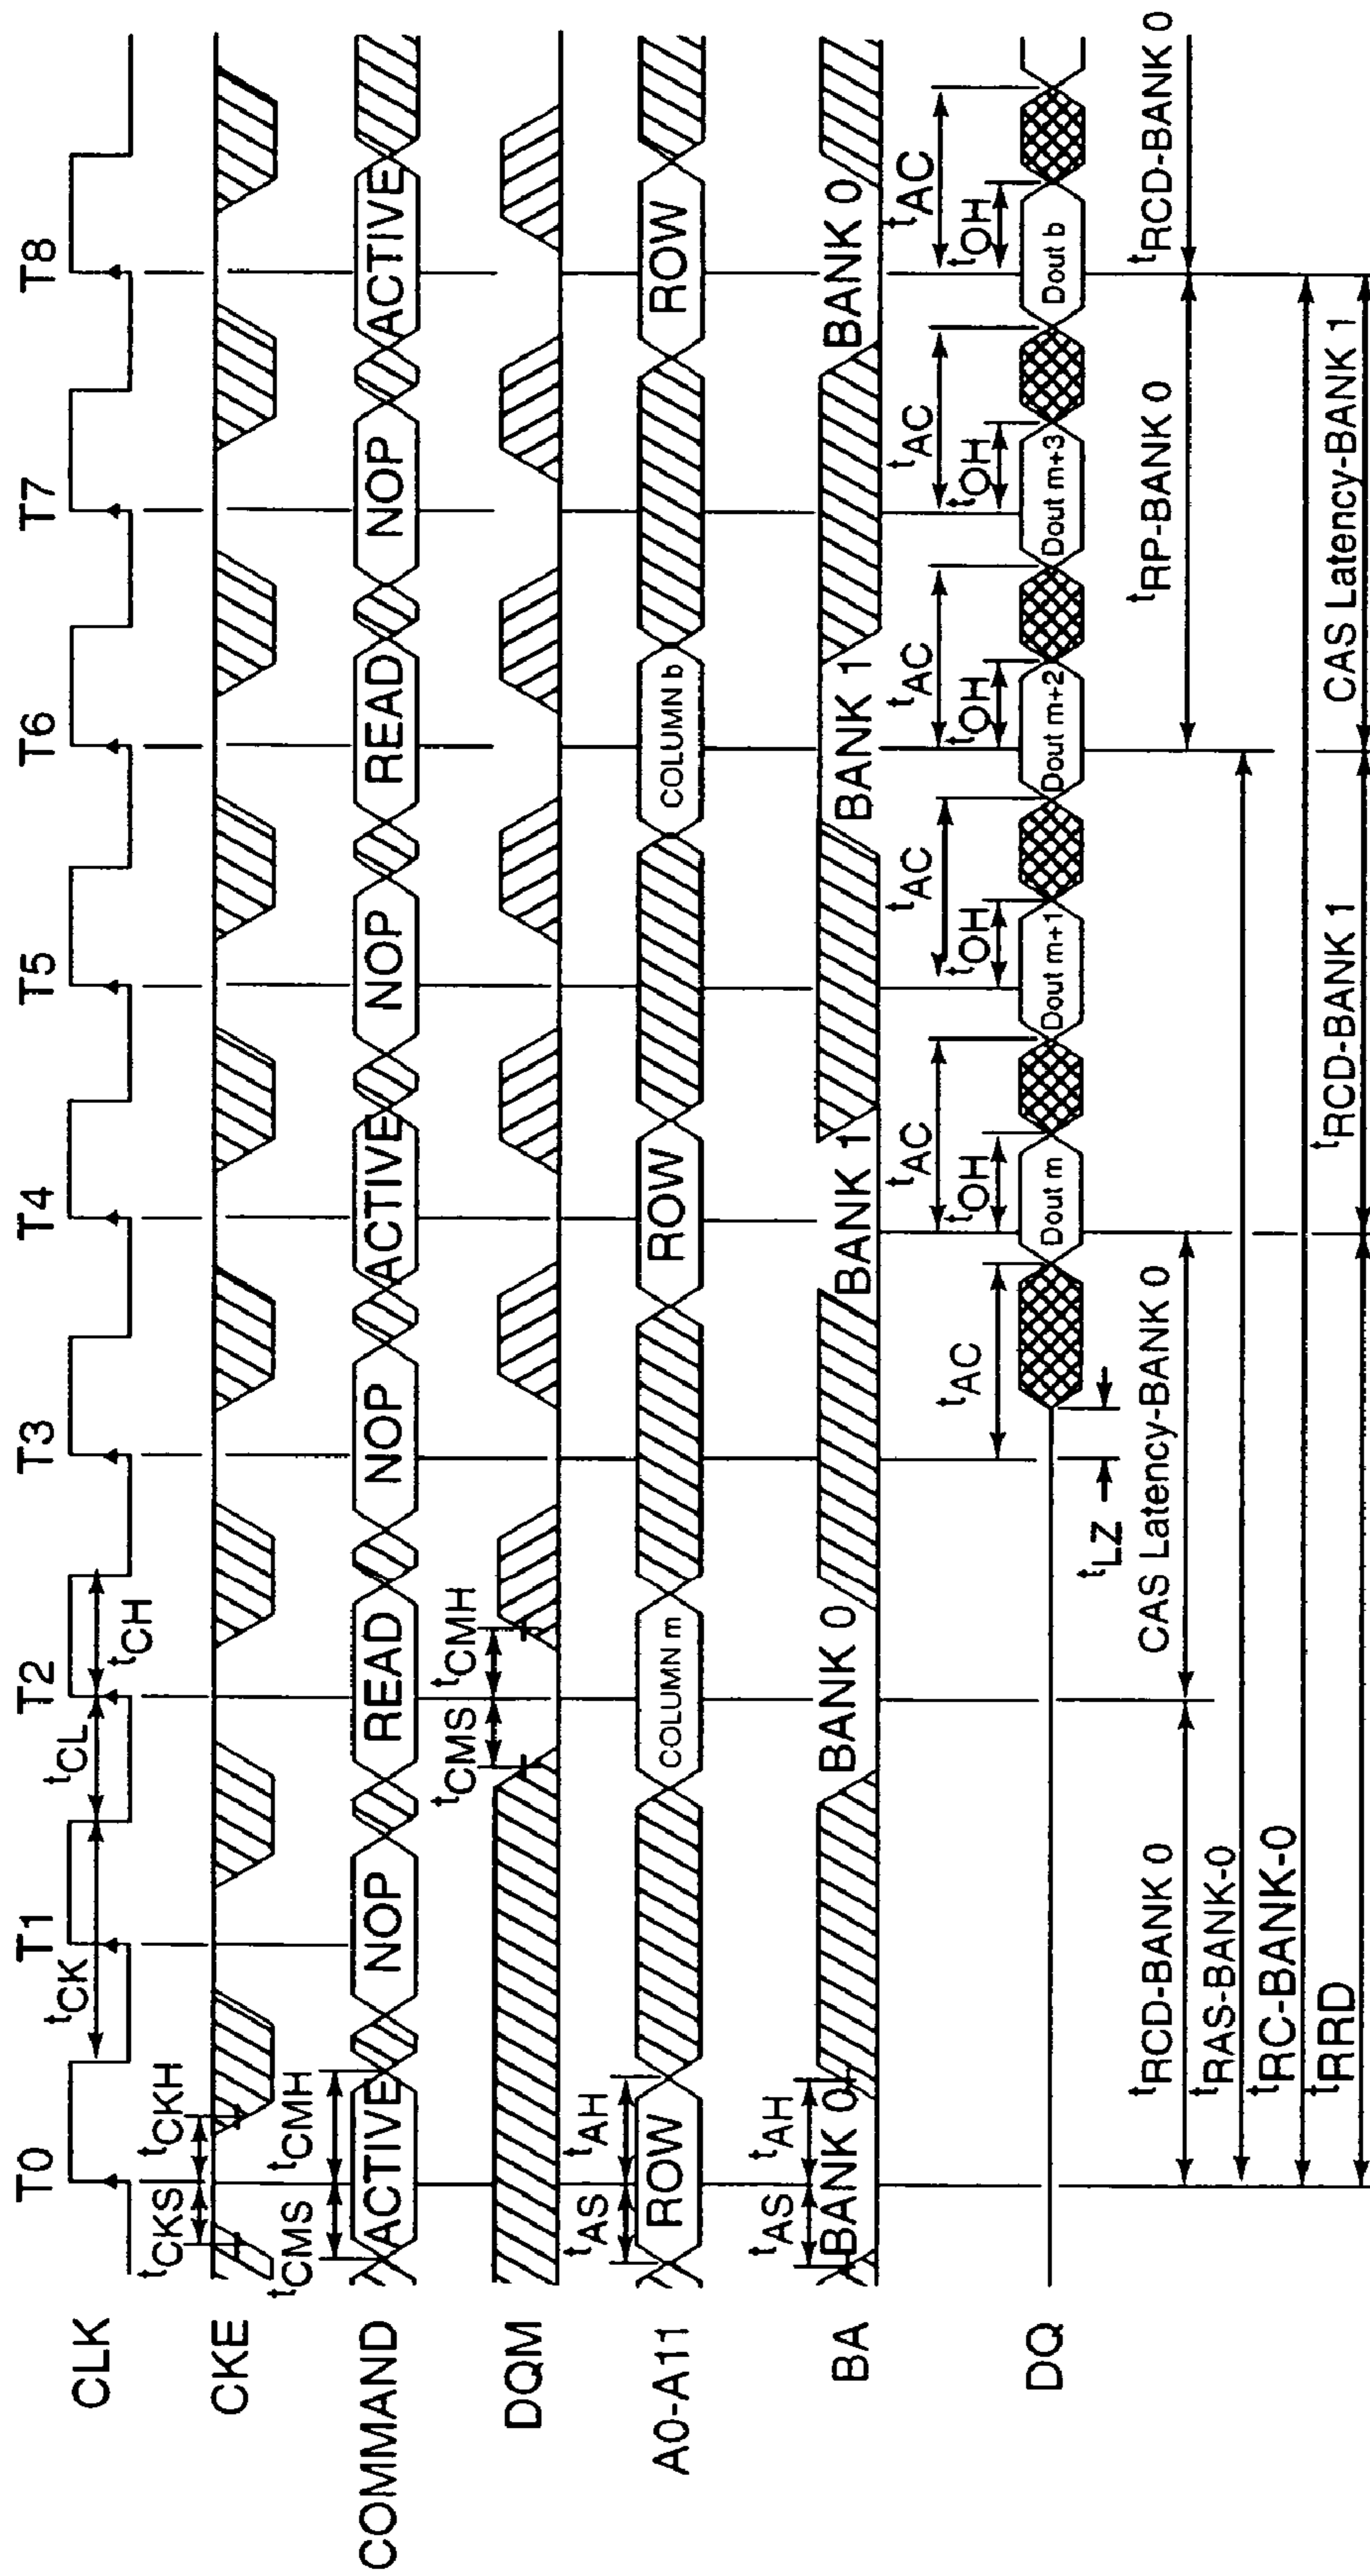 T0 T1 T2 T3 T4 T5 T6 T7 T8
CLK
tCK tCL tCH
CKE
tCKS tCKH
COMMAND
tCMS tCMH
ACTIVE NOP READ NOP ACTIVE NOP READ NOP ACTIVE
DQM
tCMS tCMH
A0-A11
tAS tAH
ROW COLUMN m ROW COLUMN b ROW
BA
tAS tAH
BANK 0 BANK 0 BANK 1 BANK 1 BANK 0
tAC tAC tAC tAC tAC tAC
tOH tOH tOH tOH tOH
DQ
Dout m Dout m+1 Dout m+2 Dout m+3 Dout b
tLZ
tRCD-BANK 0 CAS Latency-BANK 0 tRP-BANK 0 tRCD-BANK 0
tRAS-BANK-0
tRC-BANK-0
tRRD tRCD-BANK 1 CAS Latency-BANK 1